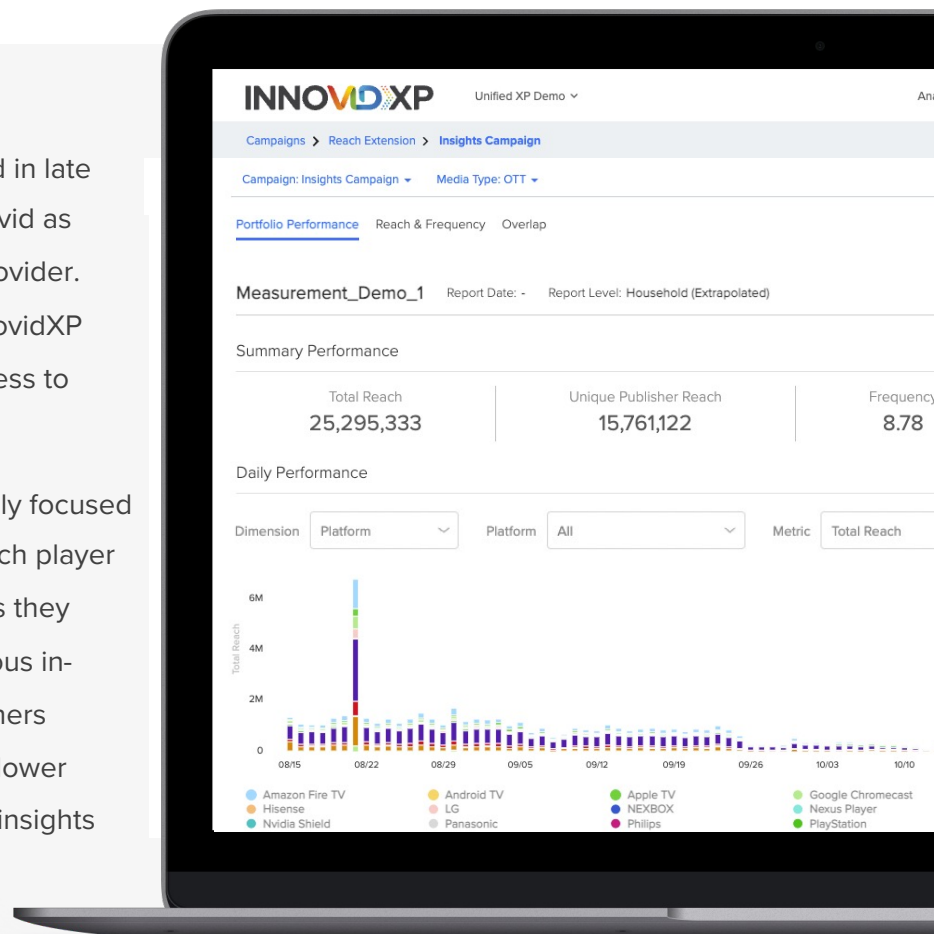 d in late
vid as
ovider.
ovidXP
ess to
ly focused
ch player
s they
ous in-
ners
lower
insights
INNOVIDXP
Unified XP Demo
Ana
Campaigns > Reach Extension > Insights Campaign
Campaign: Insights Campaign
Media Type: OTT
Portfolio Performance
Reach & Frequency
Overlap
Measurement_Demo_1
Report Date: -
Report Level: Household (Extrapolated)
Summary Performance
Total Reach
25,295,333
Unique Publisher Reach
15,761,122
Frequency
8.78
Daily Performance
Dimension
Platform
Platform
All
Metric
Total Reach
Total Reach
6M
4M
2M
0
08/15
08/22
08/29
09/05
09/12
09/19
09/26
10/03
10/10
Amazon Fire TV
Android TV
Apple TV
Google Chromecast
Hisense
LG
NEXBOX
Nexus Player
Nvidia Shield
Panasonic
Philips
PlayStation